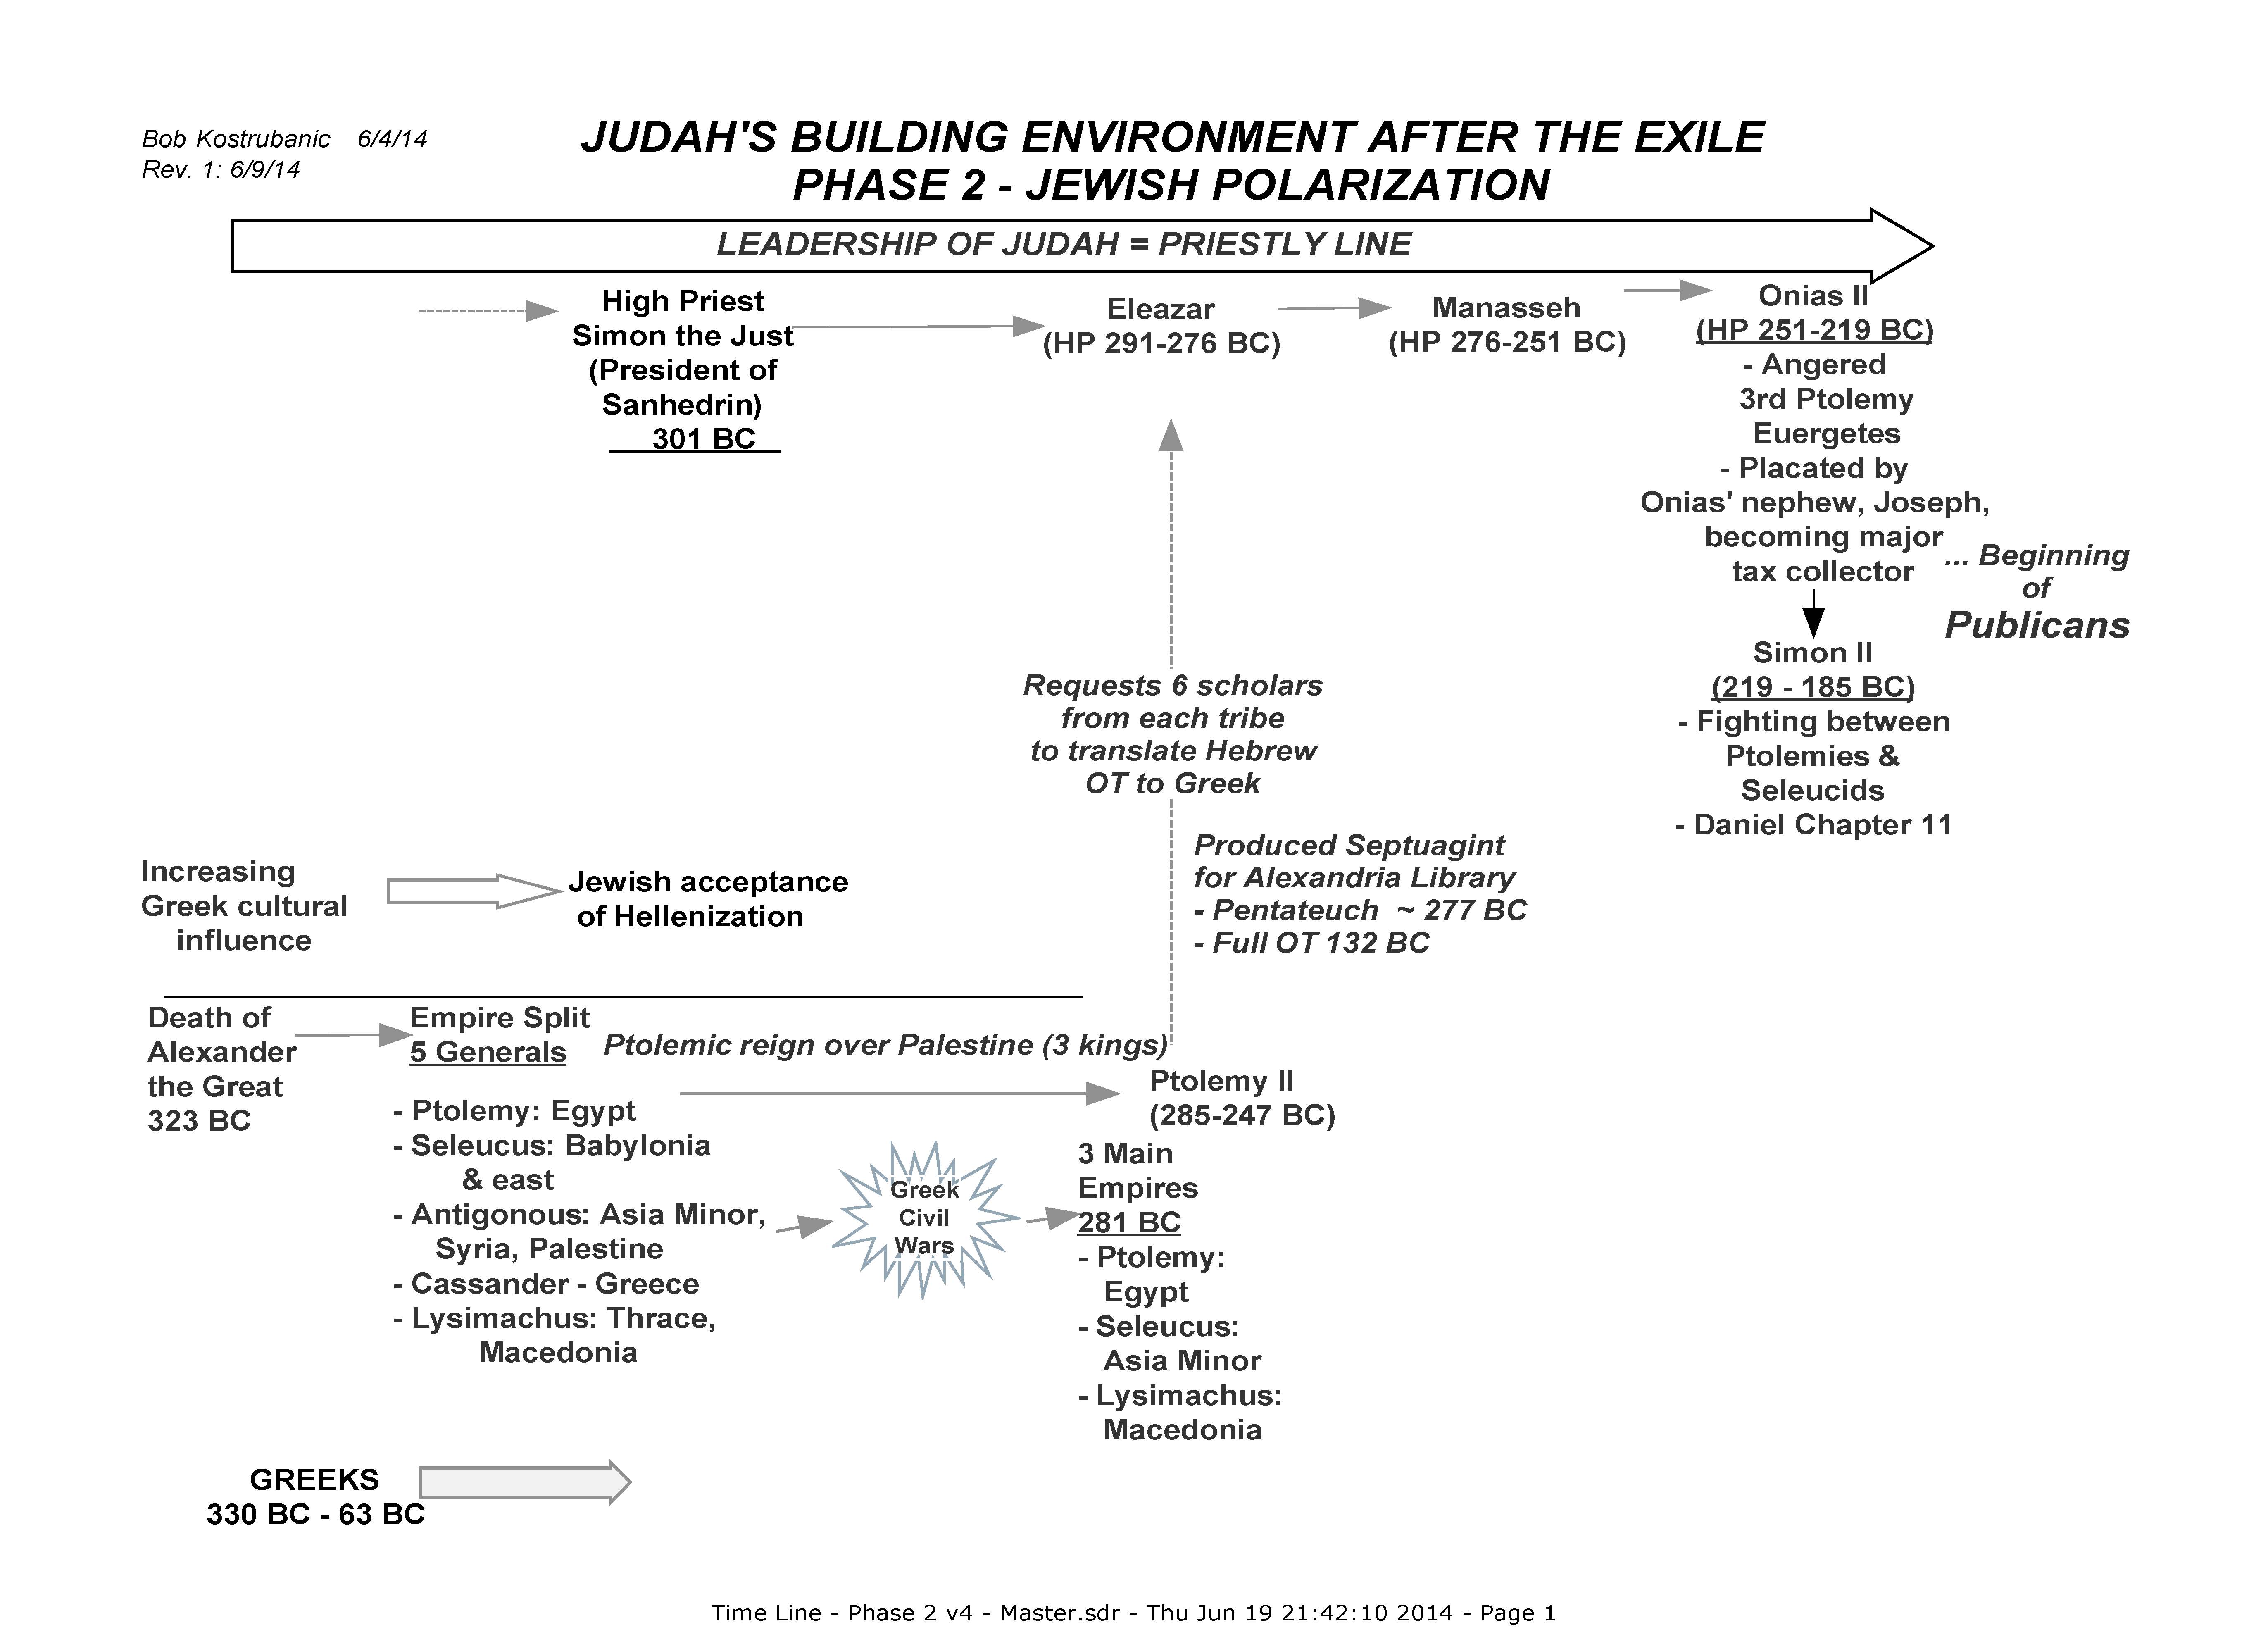 Bob Kostrubanic 6/4/14
Rev. 1: 6/9/14
JUDAH'S BUILDING ENVIRONMENT AFTER THE EXILE
PHASE 2 - JEWISH POLARIZATION
LEADERSHIP OF JUDAH = PRIESTLY LINE
High Priest
Simon the Just
(President of
Sanhedrin)
301 BC
Eleazar
(HP 291-276 BC)
Manasseh
(HP 276-251 BC)
Onias II
(HP 251-219 BC)
- Angered
3rd Ptolemy
Euergetes
- Placated by
Onias' nephew, Joseph,
becoming major
tax collector
... Beginning
of
Publicans
Simon II
(219 - 185 BC)
- Fighting between
Ptolemies &
Seleucids
- Daniel Chapter 11
Requests 6 scholars
from each tribe
to translate Hebrew
OT to Greek
Produced Septuagint
for Alexandria Library
- Pentateuch ~ 277 BC
- Full OT 132 BC
Increasing
Greek cultural
influence
Jewish acceptance
of Hellenization
Death of
Alexander
the Great
323 BC
Empire Split
5 Generals
- Ptolemy: Egypt
- Seleucus: Babylonia
& east
- Antigonous: Asia Minor,
Syria, Palestine
- Cassander - Greece
- Lysimachus: Thrace,
Macedonia
Ptolemic reign over Palestine (3 kings)
Ptolemy II
(285-247 BC)
Greek
Civil
Wars
3 Main
Empires
281 BC
- Ptolemy:
Egypt
- Seleucus:
Asia Minor
- Lysimachus:
Macedonia
GREEKS
330 BC - 63 BC
Time Line - Phase 2 v4 - Master.sdr - Thu Jun 19 21:42:10 2014 - Page 1